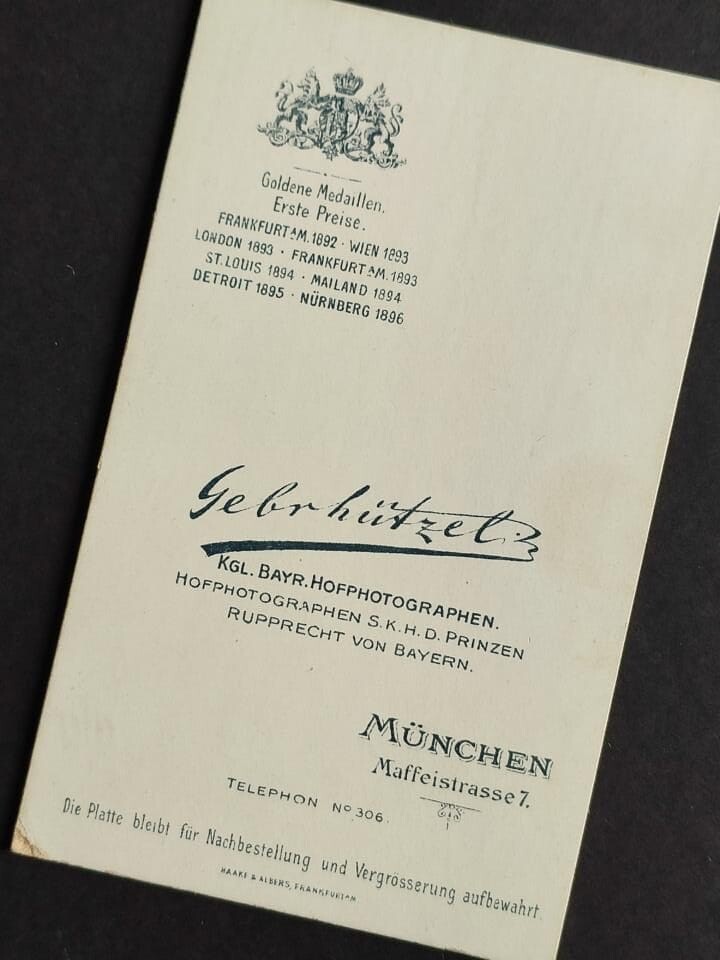 Goldene Medaillen.
Erste Preise.
FRANKFURT A/M. 1892 · WIEN 1893
LONDON 1893 · FRANKFURT A/M. 1893
ST. LOUIS 1894 · MAILAND 1894
DETROIT 1895 · NÜRNBERG 1896
Gebr Lützel
KGL. BAYR. HOFPHOTOGRAPHEN.
HOFPHOTOGRAPHEN S.K.H.D. PRINZEN
RUPPRECHT VON BAYERN.
MÜNCHEN
Maffeistrasse 7.
TELEPHON No. 306.
Die Platte bleibt für Nachbestellung und Vergrösserung aufbewahrt.
HAAKE & ALBERS, FRANKFURT A/M